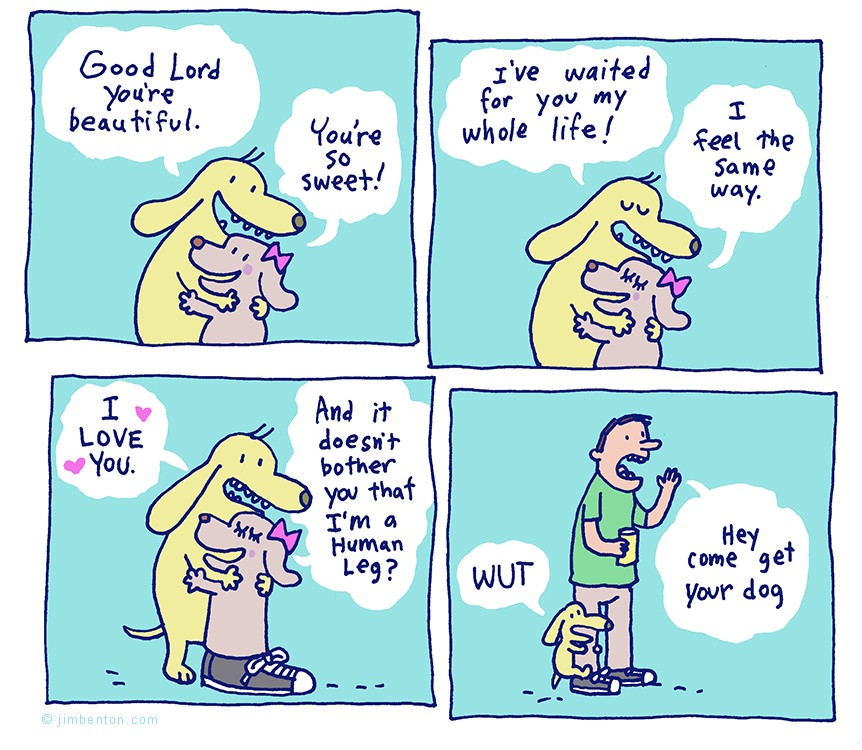 Good Lord
you're
beautiful.
You're
so
sweet!
I've waited
for you my
whole life!
I
feel the
same
way.
I
LOVE
YOU.
And it
doesn't
bother
you that
I'm a
Human
Leg?
WUT
Hey
come get
your dog
© jimbenton.com